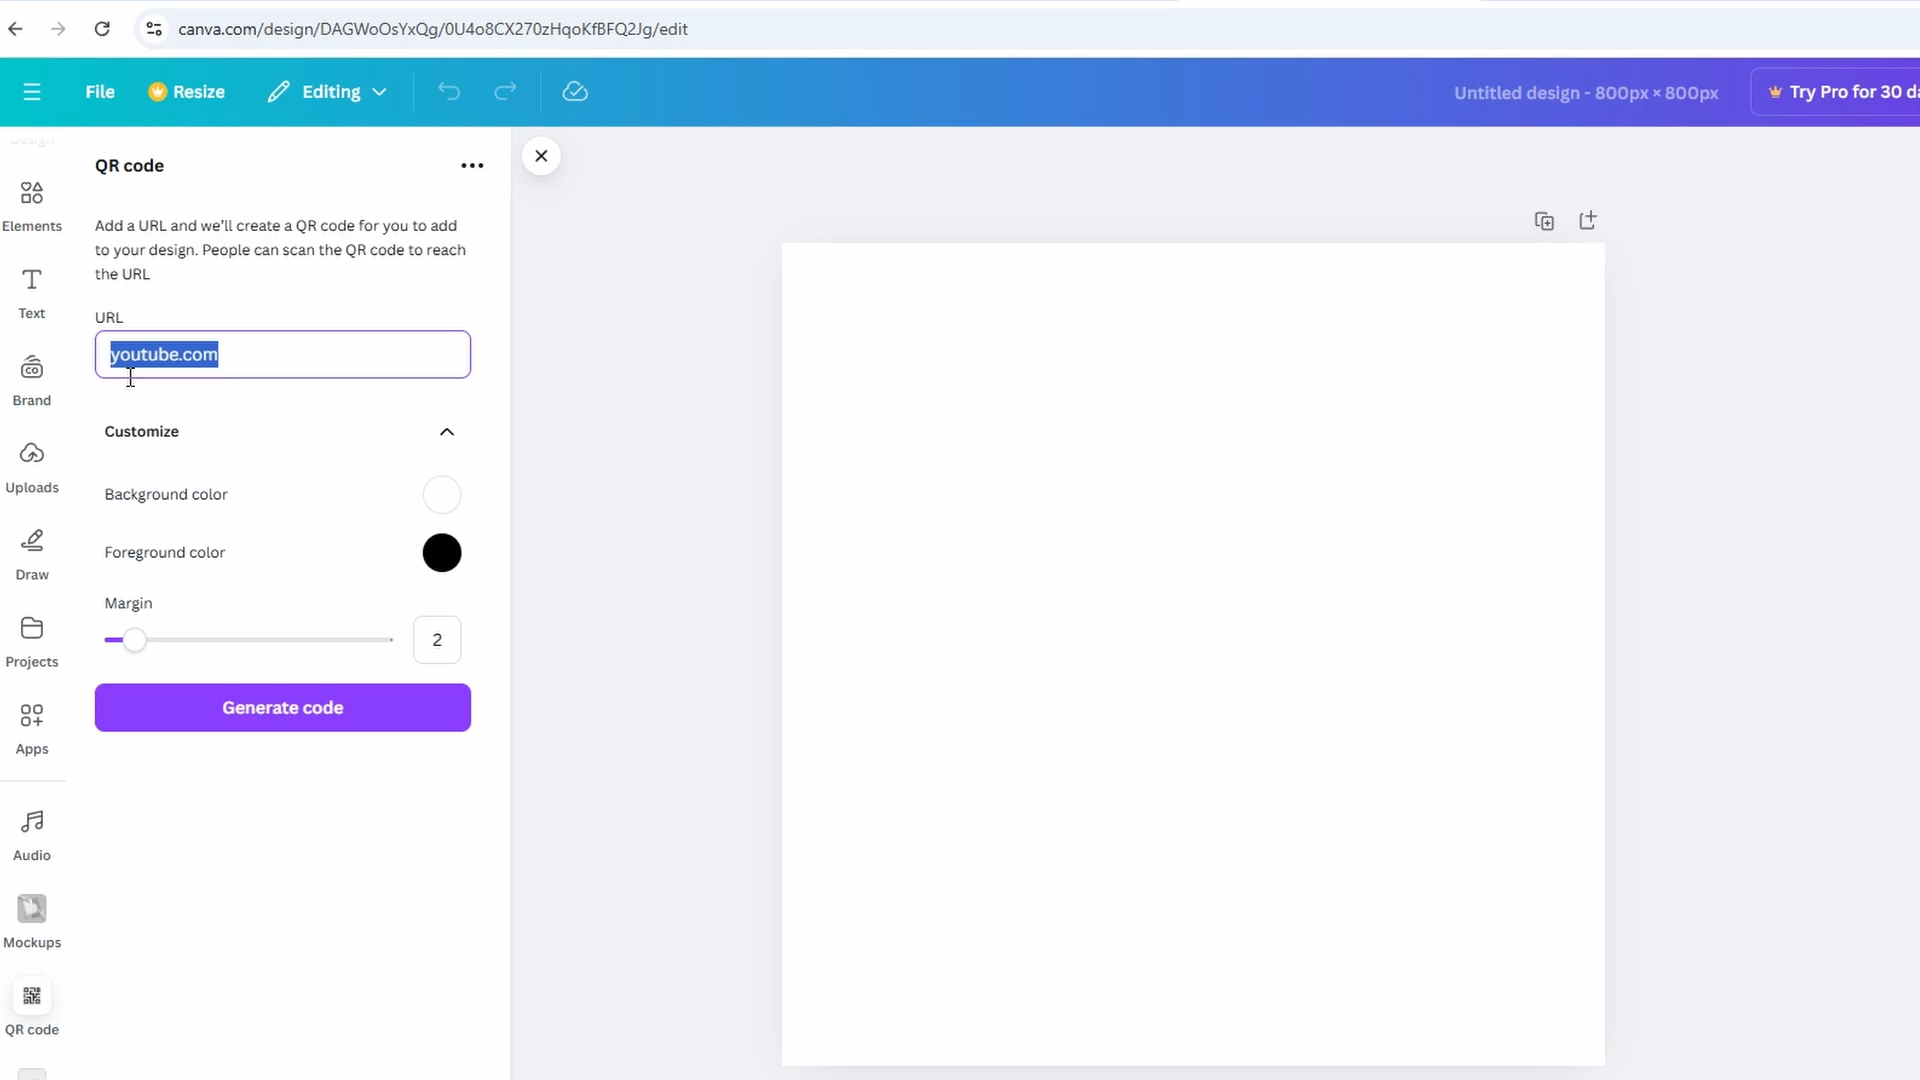 canva.com/design/DAGWoOsYxQg/0U4o8CX270zHqoKfBFQ2Jg/edit
File
Resize
Editing
Untitled design - 800px × 800px
Try Pro for 30 da
Design
Elements
Text
Brand
Uploads
Draw
Projects
Apps
Audio
Mockups
QR code
QR code
Add a URL and we'll create a QR code for you to add
to your design. People can scan the QR code to reach
the URL
URL
youtube.com
Customize
Background color
Foreground color
Margin
2
Generate code